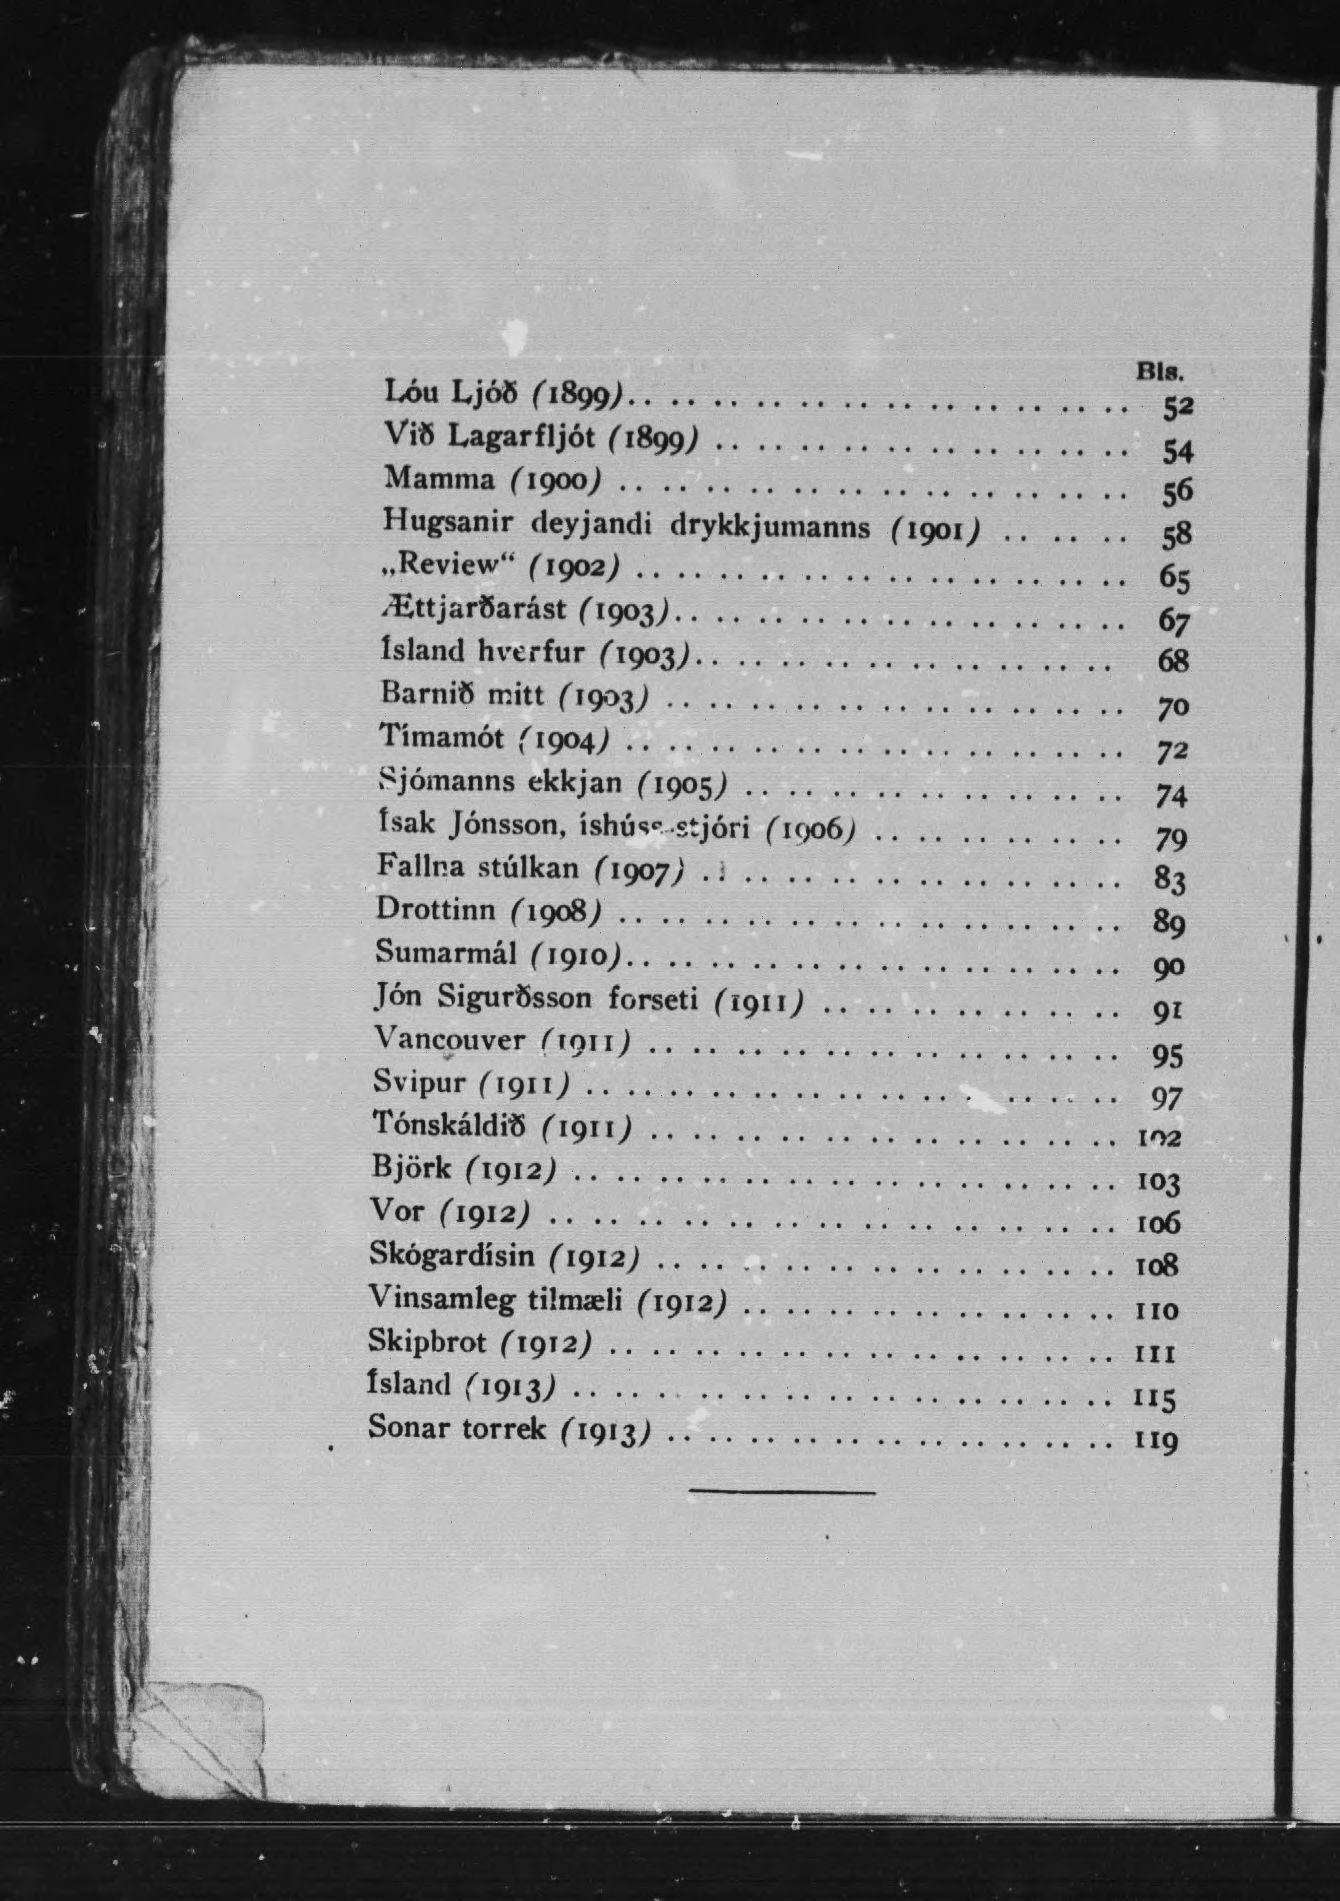 Bls.
Lóu Ljóð (1899).. .. .. .. .. .. .. .. .. .. .. .. 52
Við Lagarfljót (1899) .. .. .. .. .. .. .. .. .. .. 54
Mamma (1900) .. .. .. .. .. .. .. .. .. .. .. .. 56
Hugsanir deyjandi drykkjumanns (1901) .. .. .. 58
„Review“ (1902) .. .. .. .. .. .. .. .. .. .. .. .. 65
Ættjarðarást (1903).. .. .. .. .. .. .. .. .. .. .. 67
Ísland hverfur (1903).. .. .. .. .. .. .. .. .. .. 68
Barnið mitt (1903) .. .. .. .. .. .. .. .. .. .. .. 70
Tímamót (1904) .. .. .. .. .. .. .. .. .. .. .. .. 72
Sjómanns ekkjan (1905) .. .. .. .. .. .. .. .. .. 74
Ísak Jónsson, íshúss-stjóri (1906) .. .. .. .. .. .. 79
Fallna stúlkan (1907) .. .. .. .. .. .. .. .. .. .. 83
Drottinn (1908) .. .. .. .. .. .. .. .. .. .. .. .. 89
Sumarmál (1910).. .. .. .. .. .. .. .. .. .. .. .. 90
Jón Sigurðsson forseti (1911) .. .. .. .. .. .. .. 91
Vancouver (1911) .. .. .. .. .. .. .. .. .. .. .. 95
Svipur (1911) .. .. .. .. .. .. .. .. .. .. .. .. .. 97
Tónskáldið (1911) .. .. .. .. .. .. .. .. .. .. .. 102
Björk (1912) .. .. .. .. .. .. .. .. .. .. .. .. .. 103
Vor (1912) .. .. .. .. .. .. .. .. .. .. .. .. .. 106
Skógardísin (1912) .. .. .. .. .. .. .. .. .. .. .. 108
Vinsamleg tilmæli (1912) .. .. .. .. .. .. .. .. .. 110
Skipbrot (1912) .. .. .. .. .. .. .. .. .. .. .. .. 111
Ísland (1913) .. .. .. .. .. .. .. .. .. .. .. .. .. 115
Sonar torrek (1913) .. .. .. .. .. .. .. .. .. .. .. 119